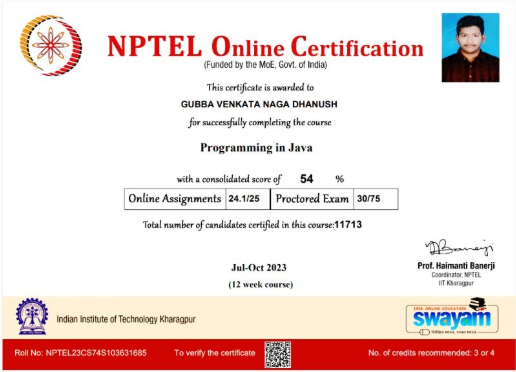 NPTEL Online Certification
(Funded by the MoE, Govt. of India)
This certificate is awarded to
GUBBA VENKATA NAGA DHANUSH
for successfully completing the course
Programming in Java
with a consolidated score of 54 %
Online Assignments 24.1/25 Proctored Exam 30/75
Total number of candidates certified in this course:11713
Jul-Oct 2023
(12 week course)
Prof. Haimanti Banerji
Coordinator, NPTEL
IIT Kharagpur
Indian Institute of Technology Kharagpur
FREE ONLINE EDUCATION
swayam
Roll No: NPTEL23CS74S103631685
To verify the certificate
No. of credits recommended: 3 or 4